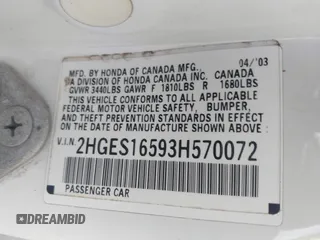 MFD. BY HONDA OF CANADA MFG., 04/'03
A DIVISION OF HONDA CANADA INC. CANADA
GVWR 3440LBS GAWR F 1810LBS R 1680LBS
THIS VEHICLE CONFORMS TO ALL APPLICABLE
FEDERAL MOTOR VEHICLE SAFETY, BUMPER,
AND THEFT PREVENTION STANDARDS IN EFFECT
ON THE DATE OF MANUFACTURE SHOWN ABOVE.
V.I.N. 2HGES16593H570072
PASSENGER CAR
DREAMBID